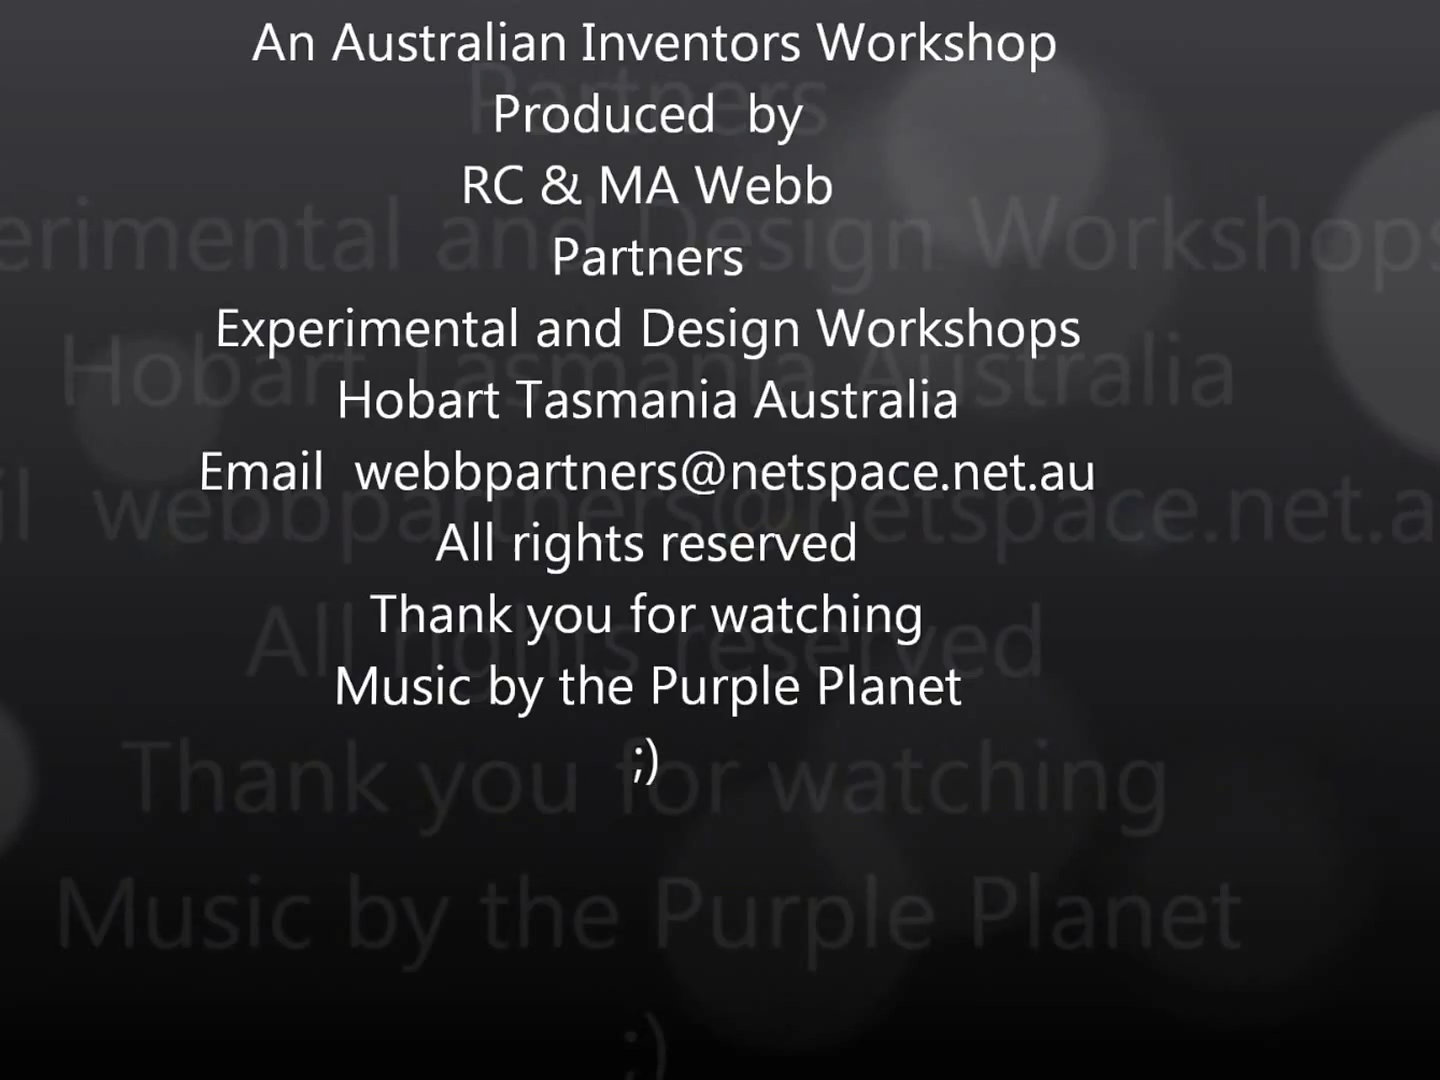 An Australian Inventors Workshop
Produced  by
RC & MA Webb
Partners
Experimental and Design Workshops
Hobart Tasmania Australia
Email  webbpartners@netspace.net.au
All rights reserved
Thank you for watching
Music by the Purple Planet
;)